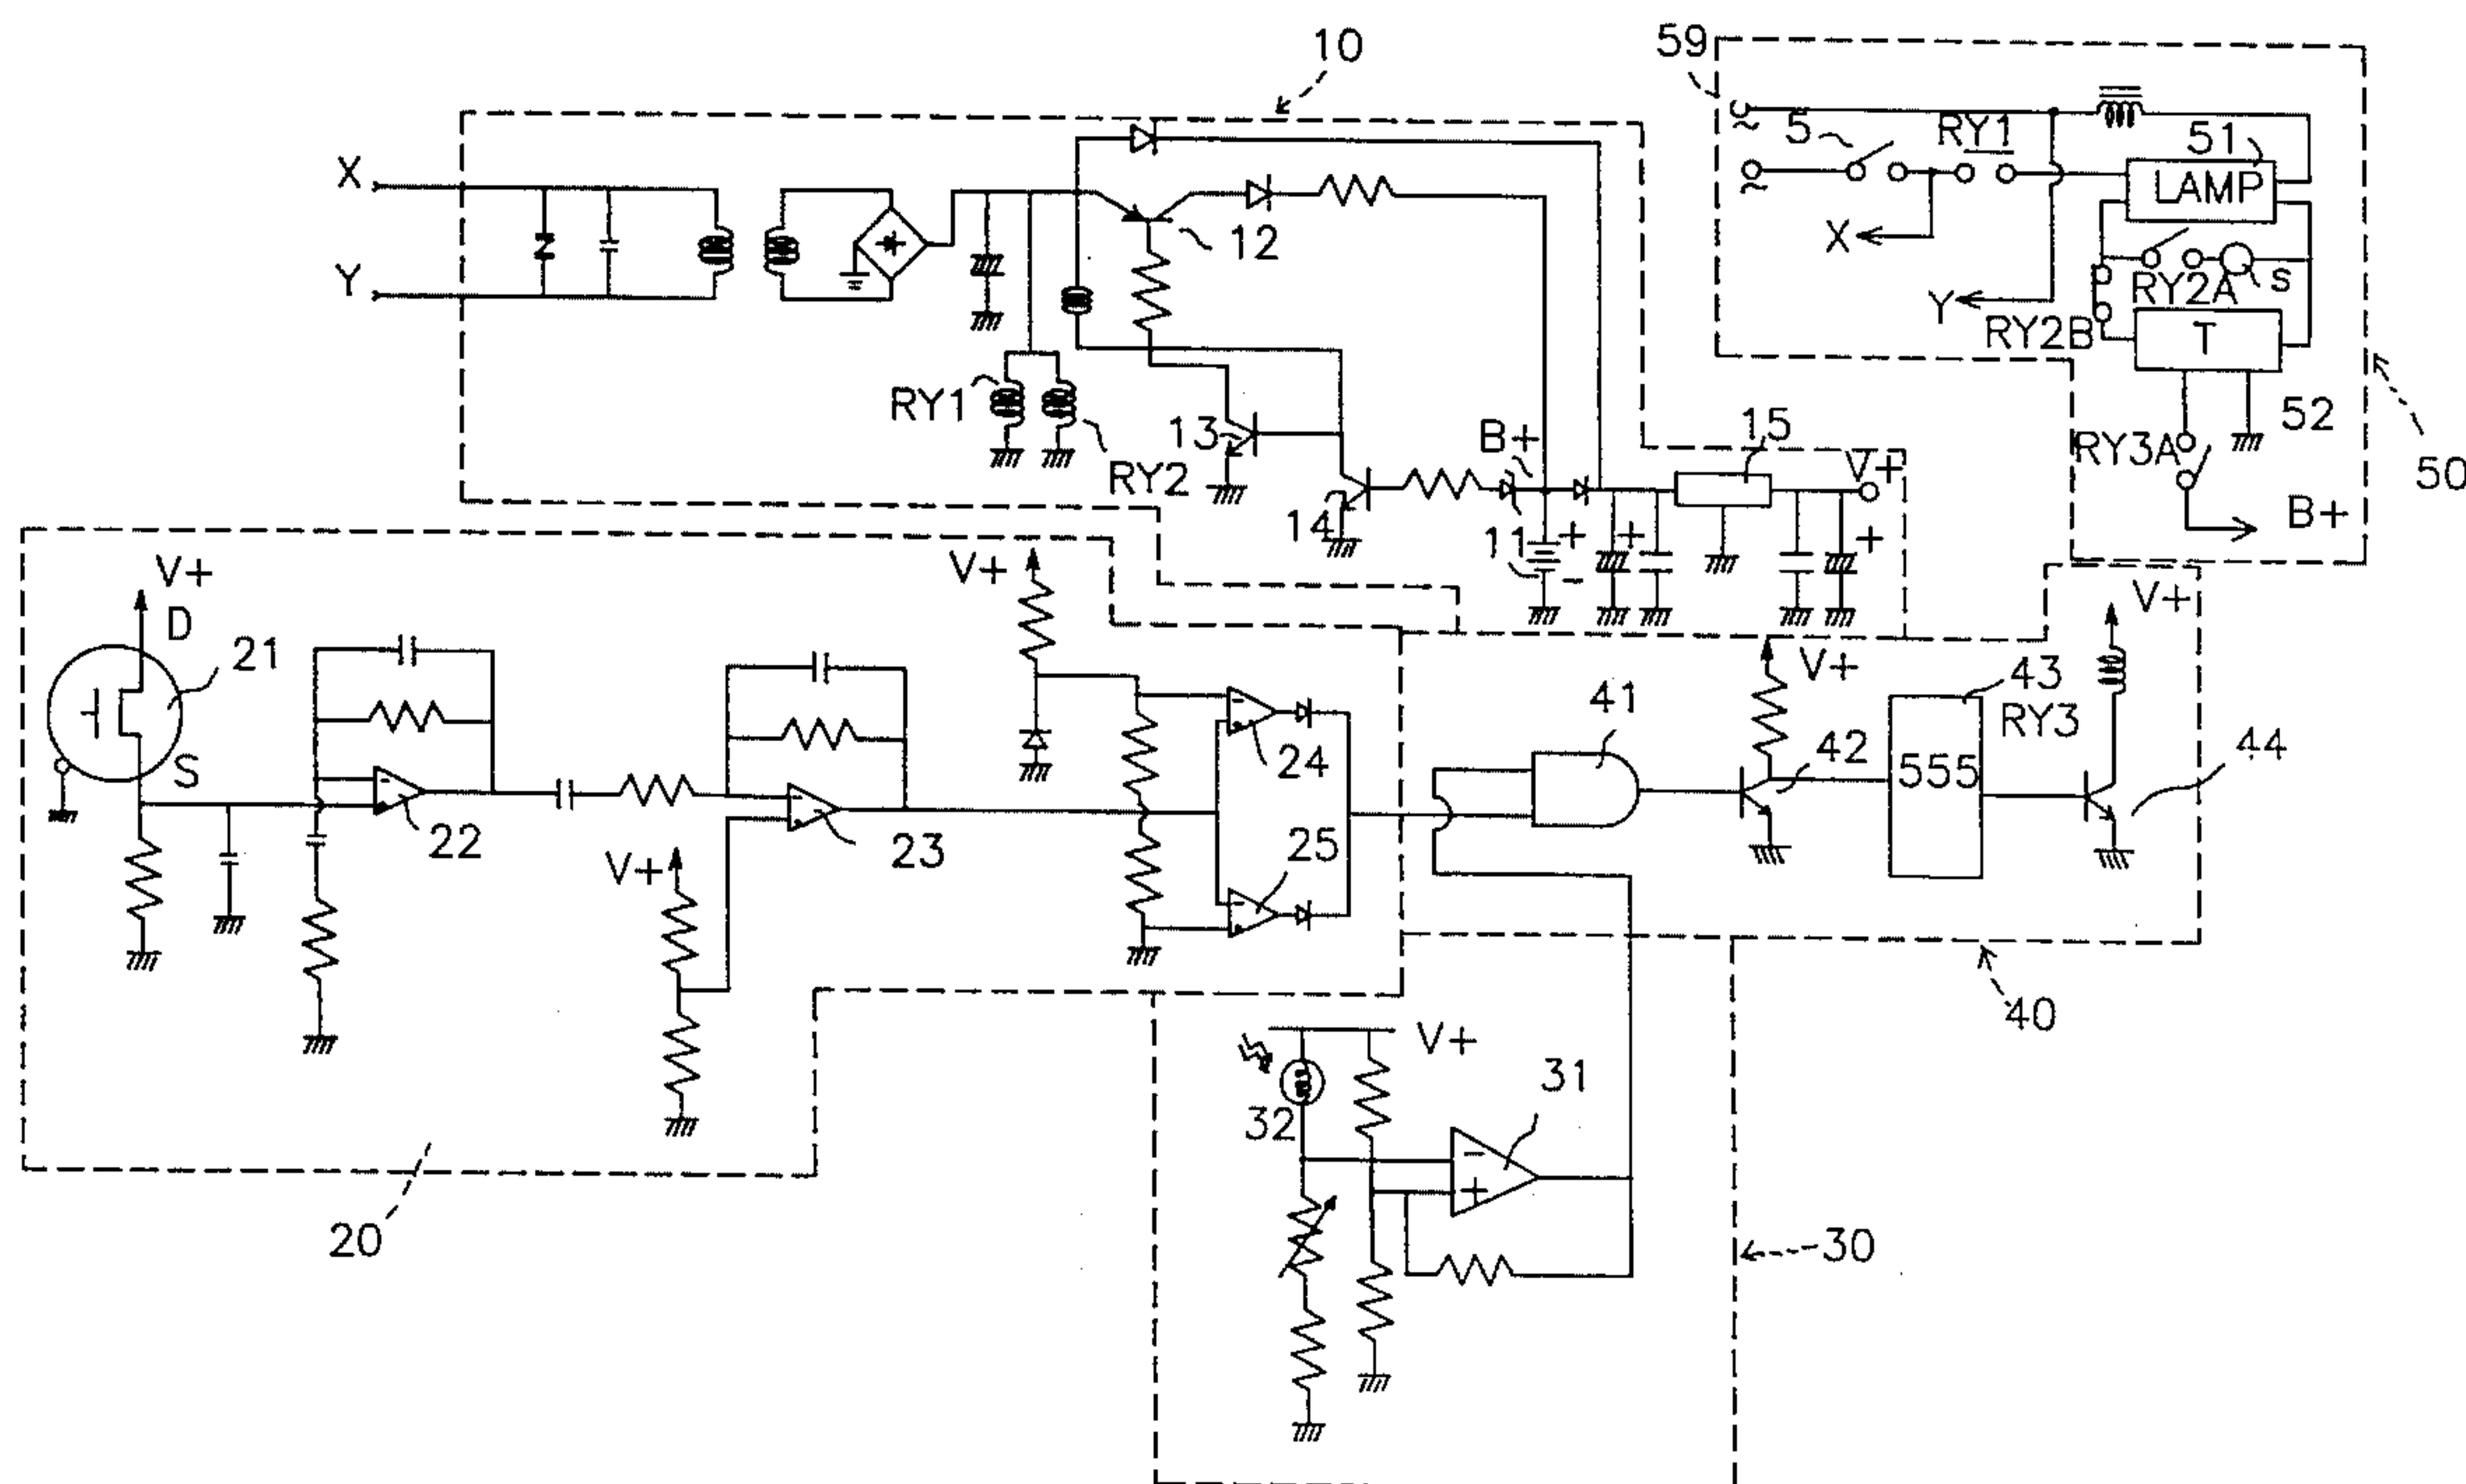 10
59
5
RY1
51
LAMP
X
X
Y
12
RY2A
S
Y
RY2B
T
RY1
13
RY2
B+
15
V+
RY3A
52
50
14
11
+
+
-
+
B+
V+
D
21
S
V+
V+
V+
43
RY3
41
24
42
555
44
-
22
-
23
V+
25
-
-
40
V+
32
31
-
+
20
30